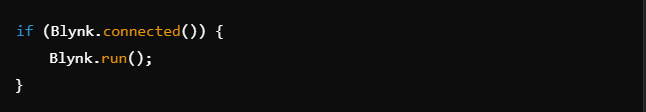 if (Blynk.connected()) {
    Blynk.run();
}